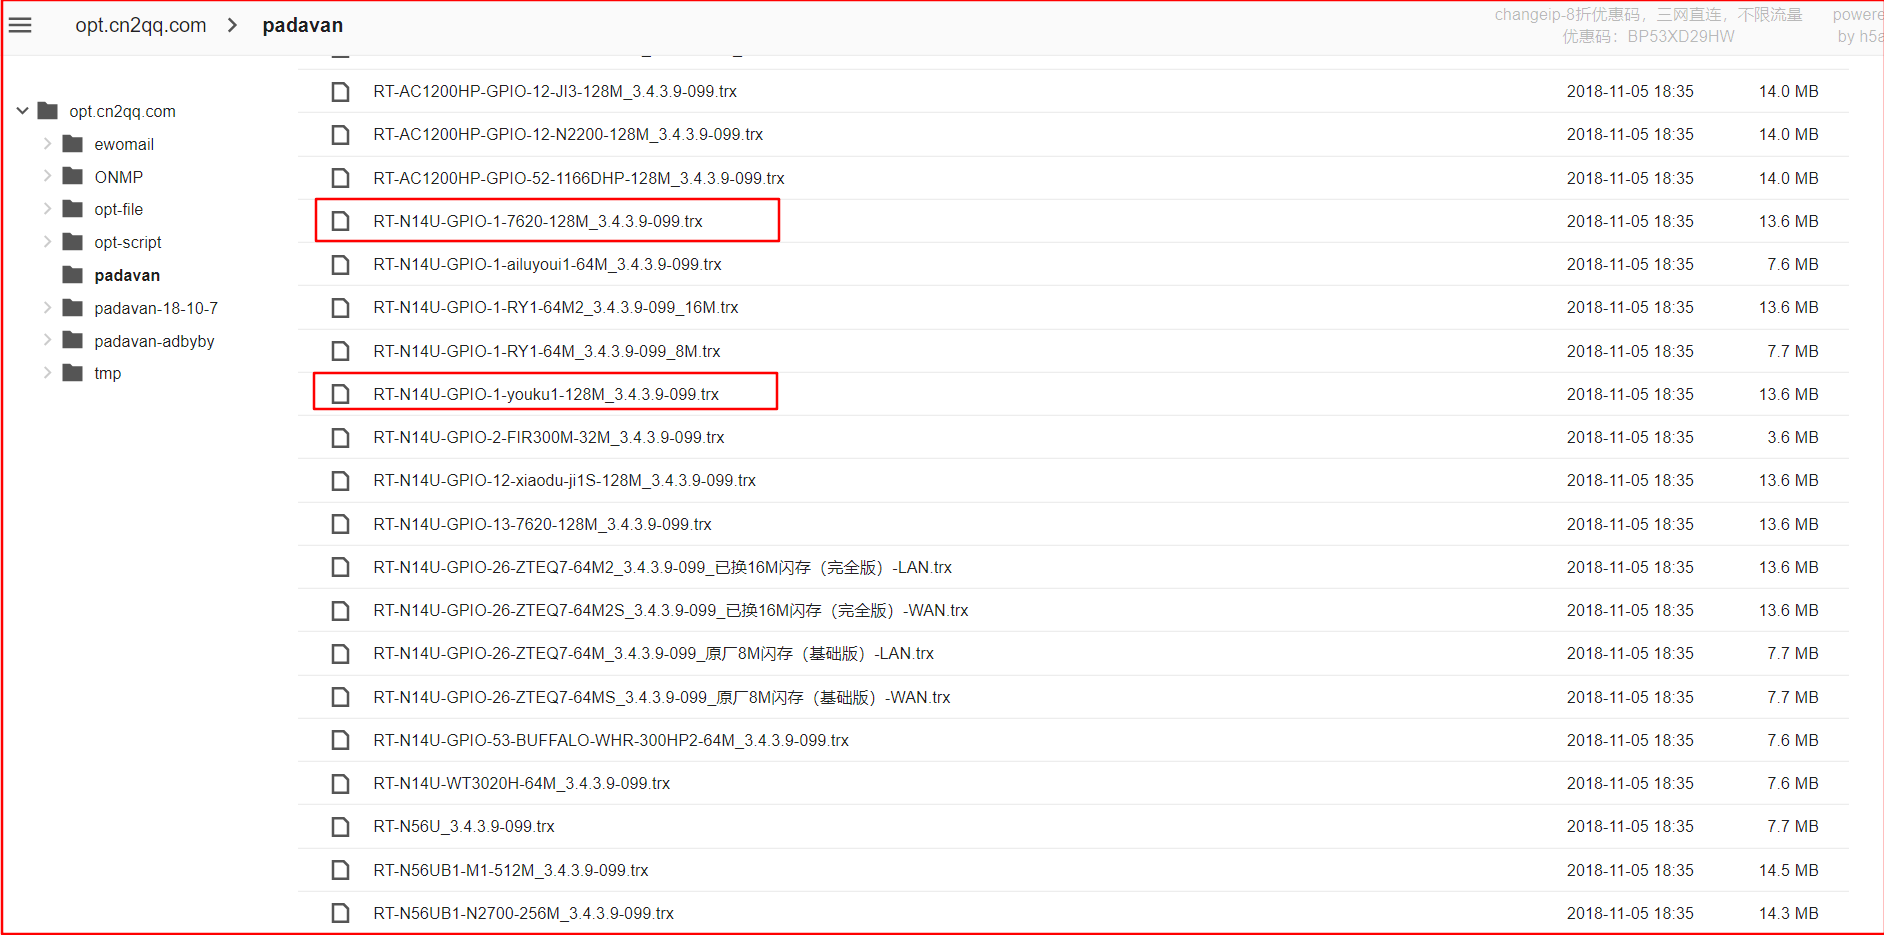 opt.cn2qq.com > padavan
changeip-8折优惠码，三网直连，不限流量
优惠码：BP53XD29HW
powere
by h5a
opt.cn2qq.com
ewomail
ONMP
opt-file
opt-script
padavan
padavan-18-10-7
padavan-adbyby
tmp
RT-AC1200HP-GPIO-12-JI3-128M_3.4.3.9-099.trx 2018-11-05 18:35 14.0 MB
RT-AC1200HP-GPIO-12-N2200-128M_3.4.3.9-099.trx 2018-11-05 18:35 14.0 MB
RT-AC1200HP-GPIO-52-1166DHP-128M_3.4.3.9-099.trx 2018-11-05 18:35 14.0 MB
RT-N14U-GPIO-1-7620-128M_3.4.3.9-099.trx 2018-11-05 18:35 13.6 MB
RT-N14U-GPIO-1-ailuyoui1-64M_3.4.3.9-099.trx 2018-11-05 18:35 7.6 MB
RT-N14U-GPIO-1-RY1-64M2_3.4.3.9-099_16M.trx 2018-11-05 18:35 13.6 MB
RT-N14U-GPIO-1-RY1-64M_3.4.3.9-099_8M.trx 2018-11-05 18:35 7.7 MB
RT-N14U-GPIO-1-youku1-128M_3.4.3.9-099.trx 2018-11-05 18:35 13.6 MB
RT-N14U-GPIO-2-FIR300M-32M_3.4.3.9-099.trx 2018-11-05 18:35 3.6 MB
RT-N14U-GPIO-12-xiaodu-ji1S-128M_3.4.3.9-099.trx 2018-11-05 18:35 13.6 MB
RT-N14U-GPIO-13-7620-128M_3.4.3.9-099.trx 2018-11-05 18:35 13.6 MB
RT-N14U-GPIO-26-ZTEQ7-64M2_3.4.3.9-099_已换16M闪存（完全版）-LAN.trx 2018-11-05 18:35 13.6 MB
RT-N14U-GPIO-26-ZTEQ7-64M2S_3.4.3.9-099_已换16M闪存（完全版）-WAN.trx 2018-11-05 18:35 13.6 MB
RT-N14U-GPIO-26-ZTEQ7-64M_3.4.3.9-099_原厂8M闪存（基础版）-LAN.trx 2018-11-05 18:35 7.7 MB
RT-N14U-GPIO-26-ZTEQ7-64MS_3.4.3.9-099_原厂8M闪存（基础版）-WAN.trx 2018-11-05 18:35 7.7 MB
RT-N14U-GPIO-53-BUFFALO-WHR-300HP2-64M_3.4.3.9-099.trx 2018-11-05 18:35 7.6 MB
RT-N14U-WT3020H-64M_3.4.3.9-099.trx 2018-11-05 18:35 7.6 MB
RT-N56U_3.4.3.9-099.trx 2018-11-05 18:35 7.7 MB
RT-N56UB1-M1-512M_3.4.3.9-099.trx 2018-11-05 18:35 14.5 MB
RT-N56UB1-N2700-256M_3.4.3.9-099.trx 2018-11-05 18:35 14.3 MB